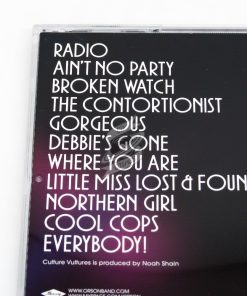 RADIO
AIN'T NO PARTY
BROKEN WATCH
THE CONTORTIONIST
GORGEOUS
DEBBIE'S GONE
WHERE YOU ARE
LITTLE MISS LOST & FOUN
NORTHERN GIRL
COOL COPS
EVERYBODY!
Culture Vultures is produced by Noah Shain
WWW.ORSONBAND.COM